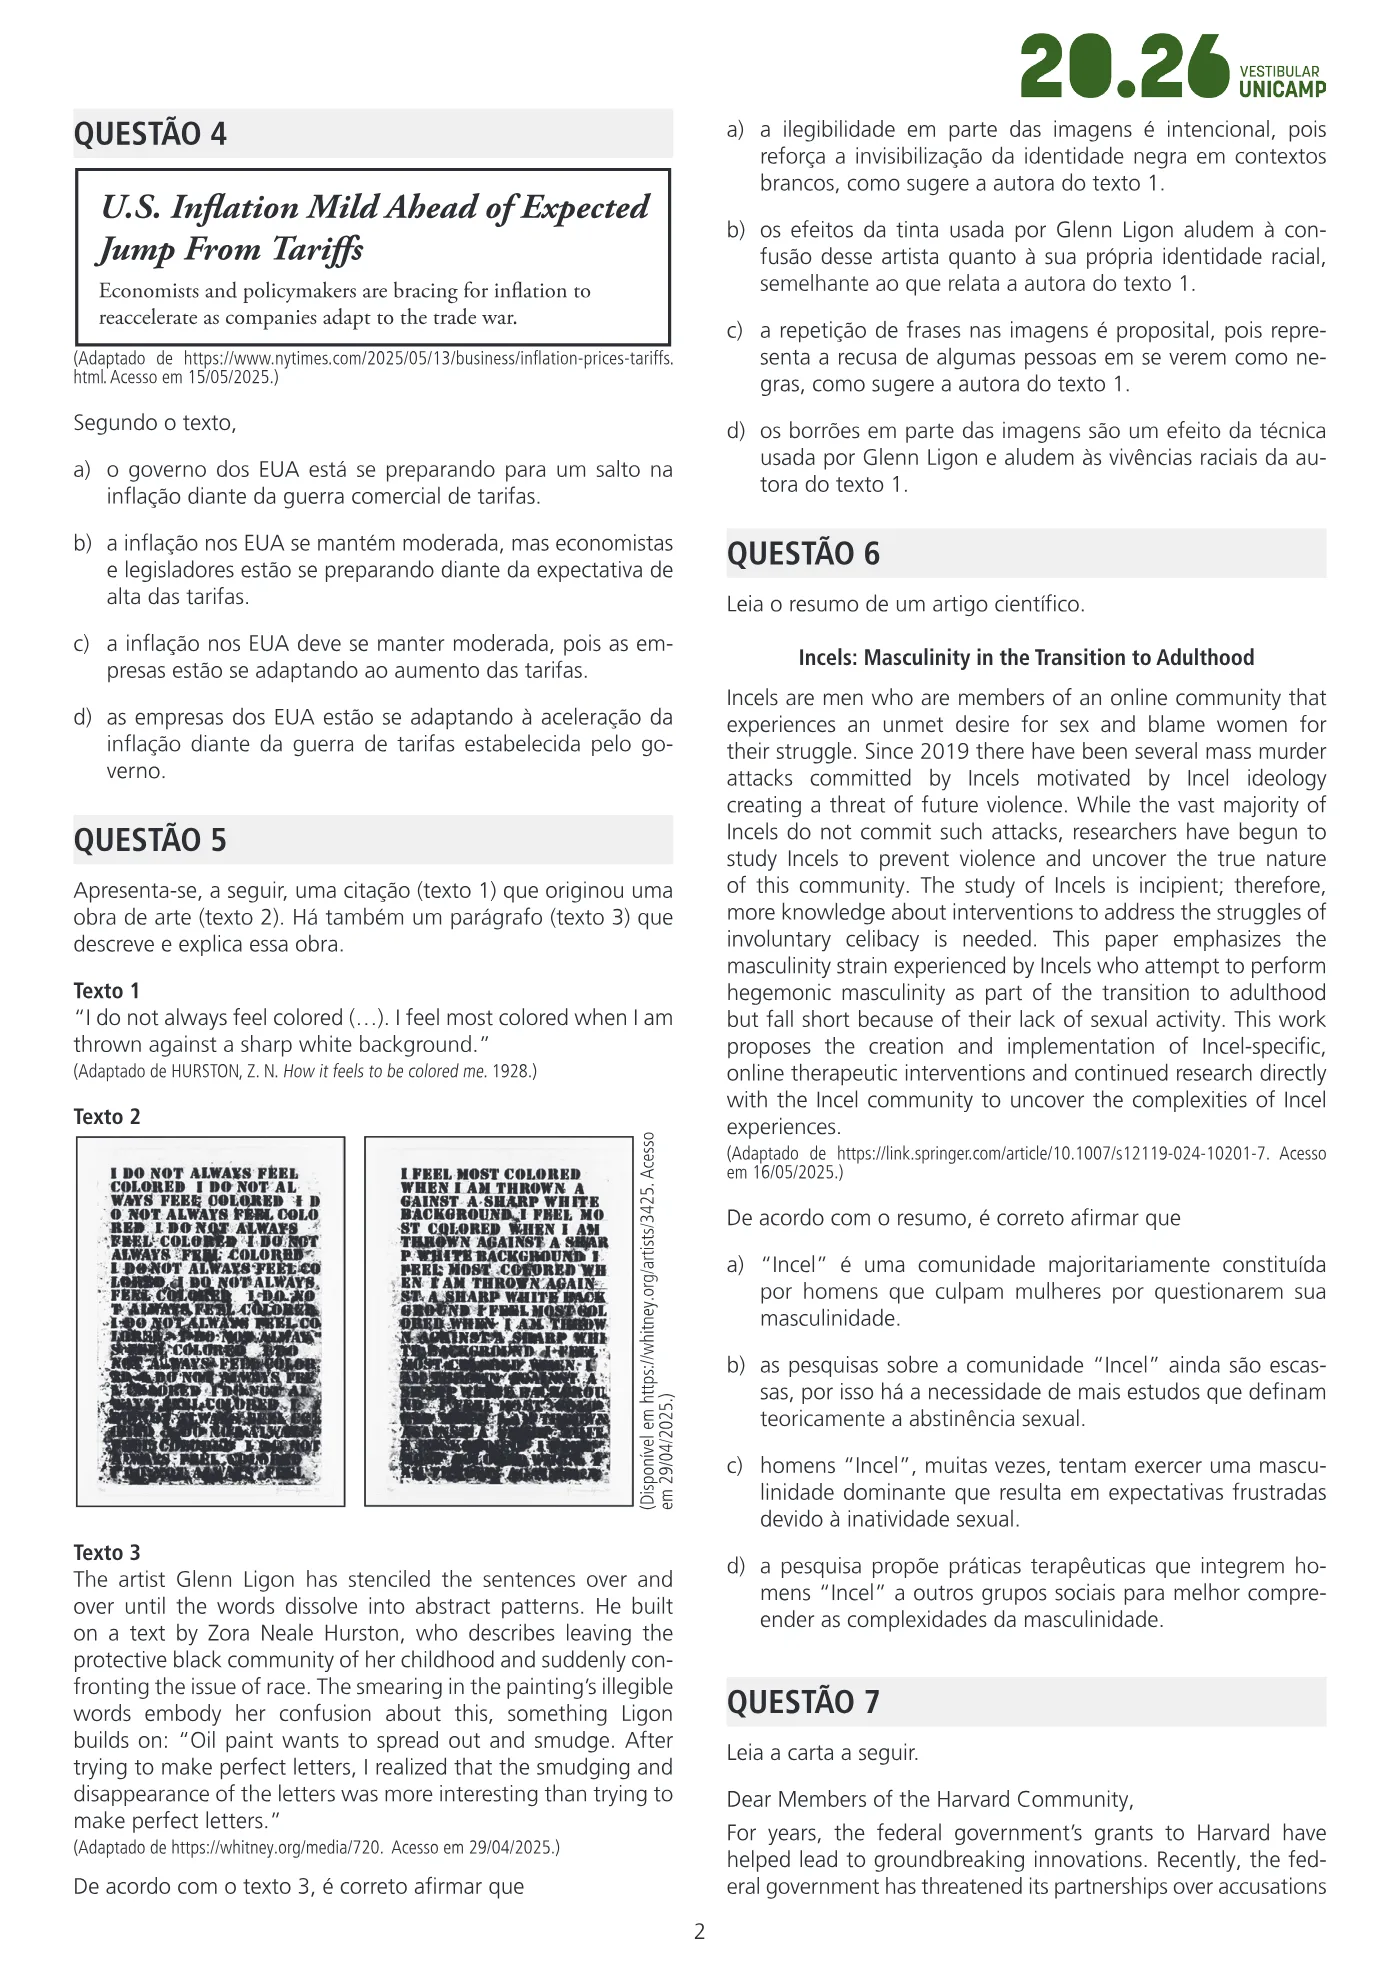 20.26 VESTIBULAR
UNICAMP
QUESTÃO 4
U.S. Inflation Mild Ahead of Expected
Jump From Tariffs
Economists and policymakers are bracing for inflation to
reaccelerate as companies adapt to the trade war.
(Adaptado de https://www.nytimes.com/2025/05/13/business/inflation-prices-tariffs.
html. Acesso em 15/05/2025.)
Segundo o texto,
a) o governo dos EUA está se preparando para um salto na
inflação diante da guerra comercial de tarifas.
b) a inflação nos EUA se mantém moderada, mas economistas
e legisladores estão se preparando diante da expectativa de
alta das tarifas.
c) a inflação nos EUA deve se manter moderada, pois as em-
presas estão se adaptando ao aumento das tarifas.
d) as empresas dos EUA estão se adaptando à aceleração da
inflação diante da guerra de tarifas estabelecida pelo go-
verno.
QUESTÃO 5
Apresenta-se, a seguir, uma citação (texto 1) que originou uma
obra de arte (texto 2). Há também um parágrafo (texto 3) que
descreve e explica essa obra.
Texto 1
“I do not always feel colored (…). I feel most colored when I am
thrown against a sharp white background.”
(Adaptado de HURSTON, Z. N. How it feels to be colored me. 1928.)
Texto 2
I DO NOT ALWAYS FEEL
COLORED I DO NOT AL
WAYS FEEL COLORED I D
O NOT ALWAYS FEEL COLO
RED I DO NOT ALWAYS
FEEL COLORED I DO NOT
ALWAYS FEEL COLORED
I DO NOT ALWAYS FEEL CO
LORED I DO NOT ALWAYS
FEEL COLORED I DO NO
T ALWAYS FEEL COLORED
I DO NOT ALWAYS FEEL CO
I FEEL MOST COLORED
WHEN I AM THROWN A
GAINST A SHARP WHITE
BACKGROUND I FEEL MO
ST COLORED WHEN I AM
THROWN AGAINST A SHAR
P WHITE BACKGROUND I
FEEL MOST COLORED WH
EN I AM THROWN AGAIN
ST A SHARP WHITE BACK
GROUND I FEEL MOST COL
ORED WHEN I AM THROW
N AGAINST A SHARP WHI
TE BACKGROUND I FEEL
(Disponível em https://whitney.org/artists/3425. Acesso
em 29/04/2025.)
Texto 3
The artist Glenn Ligon has stenciled the sentences over and
over until the words dissolve into abstract patterns. He built
on a text by Zora Neale Hurston, who describes leaving the
protective black community of her childhood and suddenly con-
fronting the issue of race. The smearing in the painting’s illegible
words embody her confusion about this, something Ligon
builds on: “Oil paint wants to spread out and smudge. After
trying to make perfect letters, I realized that the smudging and
disappearance of the letters was more interesting than trying to
make perfect letters.”
(Adaptado de https://whitney.org/media/720. Acesso em 29/04/2025.)
De acordo com o texto 3, é correto afirmar que
a) a ilegibilidade em parte das imagens é intencional, pois
reforça a invisibilização da identidade negra em contextos
brancos, como sugere a autora do texto 1.
b) os efeitos da tinta usada por Glenn Ligon aludem à con-
fusão desse artista quanto à sua própria identidade racial,
semelhante ao que relata a autora do texto 1.
c) a repetição de frases nas imagens é proposital, pois repre-
senta a recusa de algumas pessoas em se verem como ne-
gras, como sugere a autora do texto 1.
d) os borrões em parte das imagens são um efeito da técnica
usada por Glenn Ligon e aludem às vivências raciais da au-
tora do texto 1.
QUESTÃO 6
Leia o resumo de um artigo científico.
Incels: Masculinity in the Transition to Adulthood
Incels are men who are members of an online community that
experiences an unmet desire for sex and blame women for
their struggle. Since 2019 there have been several mass murder
attacks committed by Incels motivated by Incel ideology
creating a threat of future violence. While the vast majority of
Incels do not commit such attacks, researchers have begun to
study Incels to prevent violence and uncover the true nature
of this community. The study of Incels is incipient; therefore,
more knowledge about interventions to address the struggles of
involuntary celibacy is needed. This paper emphasizes the
masculinity strain experienced by Incels who attempt to perform
hegemonic masculinity as part of the transition to adulthood
but fall short because of their lack of sexual activity. This work
proposes the creation and implementation of Incel-specific,
online therapeutic interventions and continued research directly
with the Incel community to uncover the complexities of Incel
experiences.
(Adaptado de https://link.springer.com/article/10.1007/s12119-024-10201-7. Acesso
em 16/05/2025.)
De acordo com o resumo, é correto afirmar que
a) “Incel” é uma comunidade majoritariamente constituída
por homens que culpam mulheres por questionarem sua
masculinidade.
b) as pesquisas sobre a comunidade “Incel” ainda são escas-
sas, por isso há a necessidade de mais estudos que definam
teoricamente a abstinência sexual.
c) homens “Incel”, muitas vezes, tentam exercer uma mascu-
linidade dominante que resulta em expectativas frustradas
devido à inatividade sexual.
d) a pesquisa propõe práticas terapêuticas que integrem ho-
mens “Incel” a outros grupos sociais para melhor compre-
ender as complexidades da masculinidade.
QUESTÃO 7
Leia a carta a seguir.
Dear Members of the Harvard Community,
For years, the federal government’s grants to Harvard have
helped lead to groundbreaking innovations. Recently, the fed-
eral government has threatened its partnerships over accusations
2